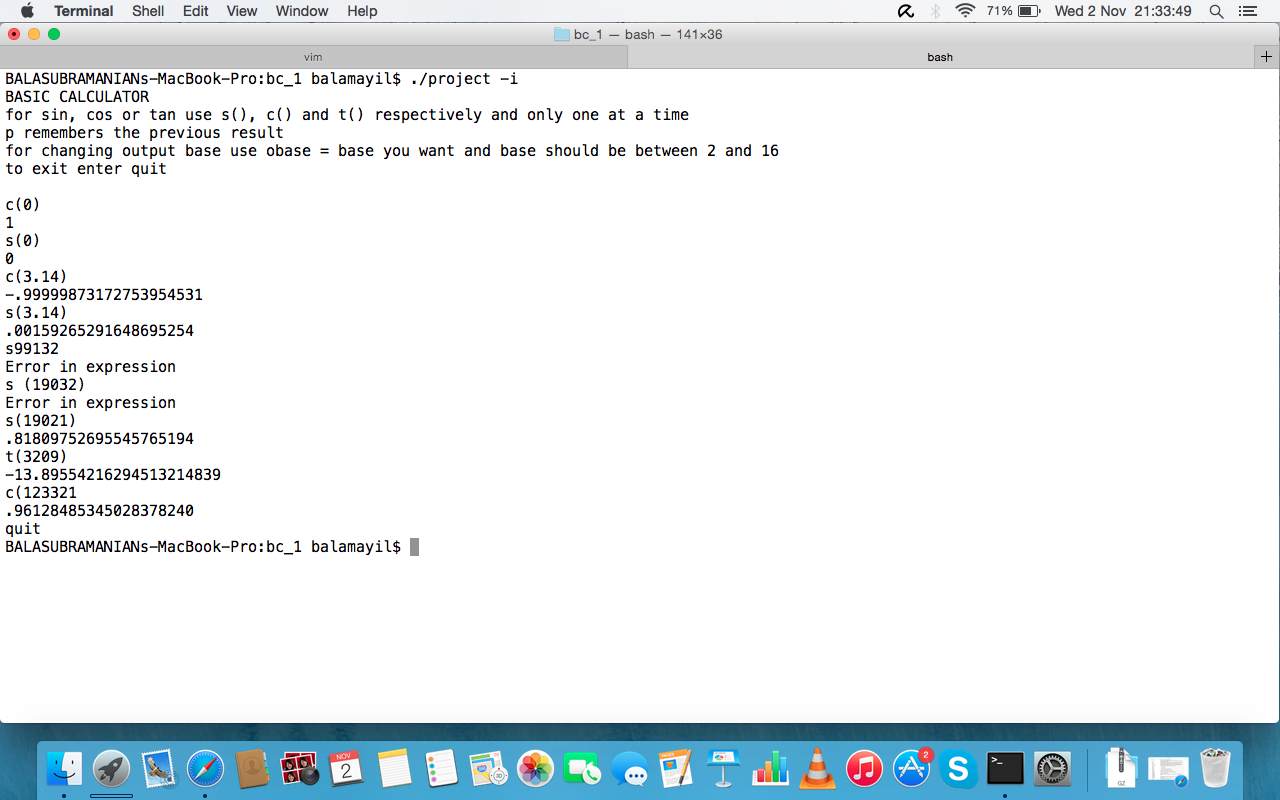 Terminal Shell Edit View Window Help 71% Wed 2 Nov 21:33:49
bc_1 — bash — 141×36
vim bash +
BALASUBRAMANIANs-MacBook-Pro:bc_1 balamayil$ ./project -i
BASIC CALCULATOR
for sin, cos or tan use s(), c() and t() respectively and only one at a time
p remembers the previous result
for changing output base use obase = base you want and base should be between 2 and 16
to exit enter quit
c(0)
1
s(0)
0
c(3.14)
-.99999873172753954531
s(3.14)
.00159265291648695254
s99132
Error in expression
s (19032)
Error in expression
s(19021)
.81809752695545765194
t(3209)
-13.89554216294513214839
c(123321
.96128485345028378240
quit
BALASUBRAMANIANs-MacBook-Pro:bc_1 balamayil$
NOV
2
3D
2
S
>_
GZ